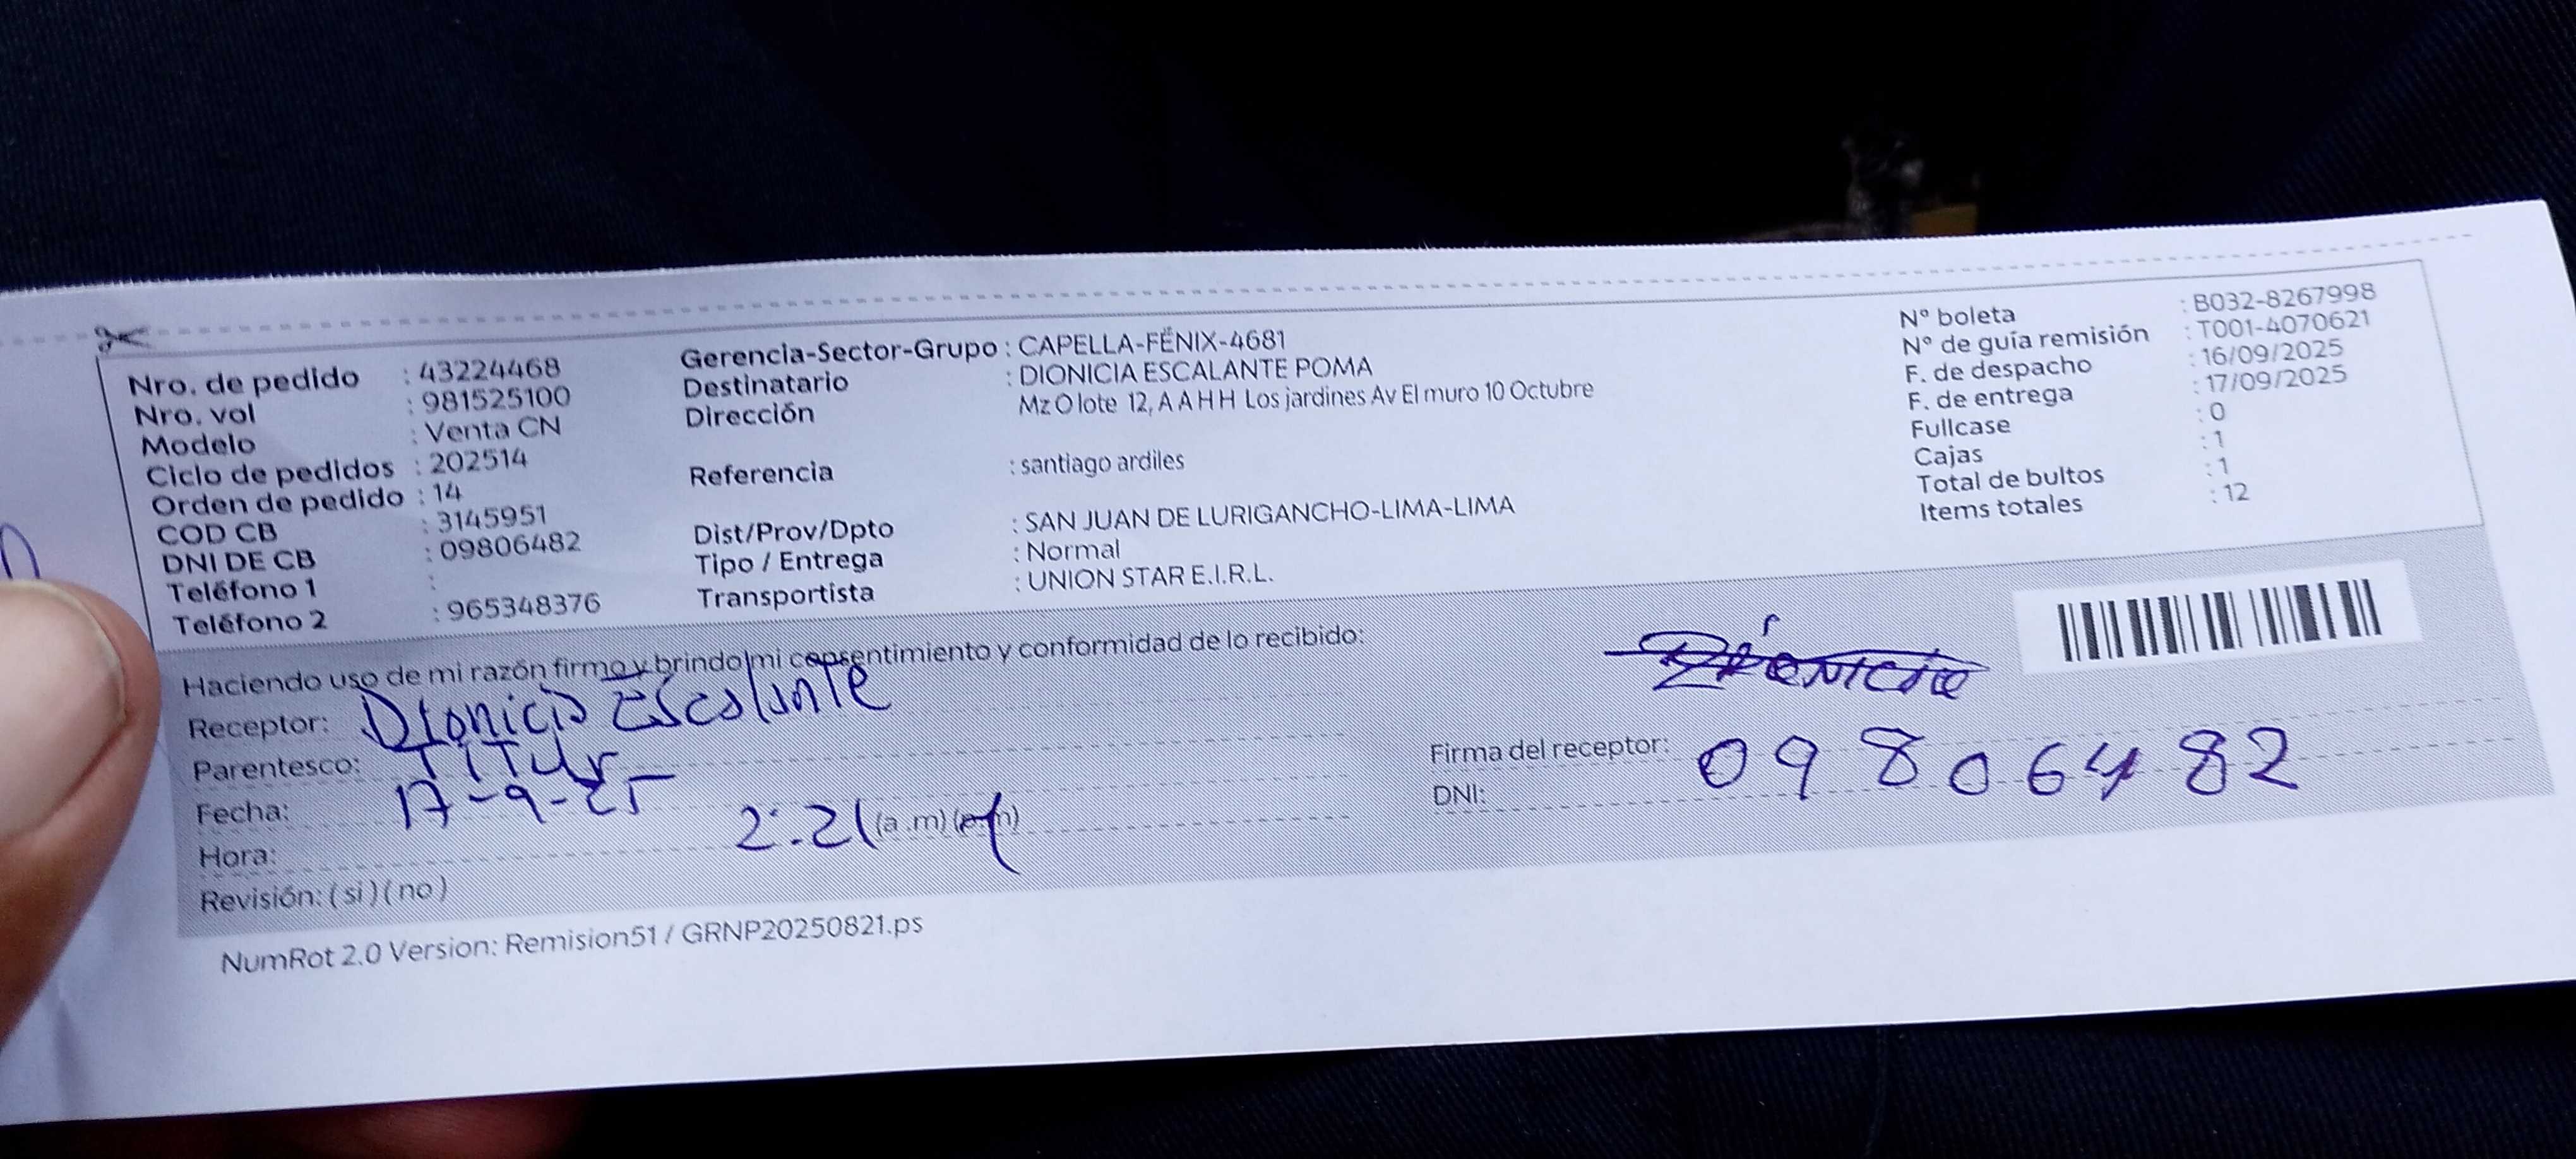 Nro. de pedido : 43224468
Nro. vol : 981525100
Modelo : Venta CN
Ciclo de pedidos : 202514
Orden de pedido : 14
COD CB : 3145951
DNI DE CB : 09806482
Teléfono 1 :
Teléfono 2 : 965348376
Gerencia-Sector-Grupo : CAPELLA-FÉNIX-4681
Destinatario : DIONICIA ESCALANTE POMA
Dirección Mz O lote 12, A A H H Los jardines Av El muro 10 Octubre
Referencia : santiago ardiles
Dist/Prov/Dpto : SAN JUAN DE LURIGANCHO-LIMA-LIMA
Tipo / Entrega : Normal
Transportista : UNION STAR E.I.R.L.
N° boleta : B032-8267998
N° de guía remisión : T001-4070621
F. de despacho : 16/09/2025
F. de entrega : 17/09/2025
Fullcase : 0
Cajas : 1
Total de bultos : 1
Items totales : 12
Haciendo uso de mi razón firmo y brindo mi consentimiento y conformidad de lo recibido:
Receptor: Dionicia Escalante
Parentesco:
Fecha: 17-9-25
Hora: 2:21 (a.m) (p.m)
Revisión: ( si ) ( no )
Firma del receptor:
DNI: 09806482
NumRot 2.0 Version: Remision51 / GRNP20250821.ps